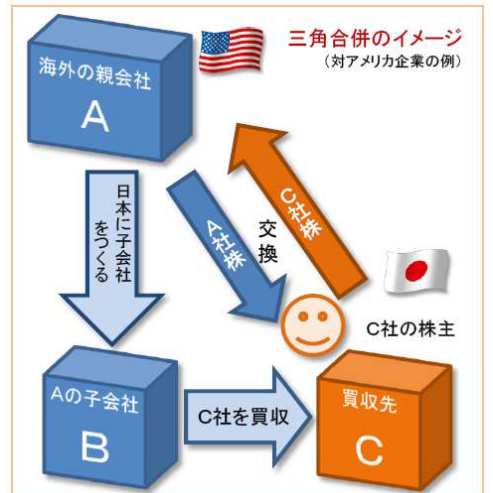 三角合併のイメージ
（対アメリカ企業の例）
海外の親会社
A
日本に子会社
をつくる
A社株
交換
C社株
C社の株主
Aの子会社
B
C社を買収
買収先
C